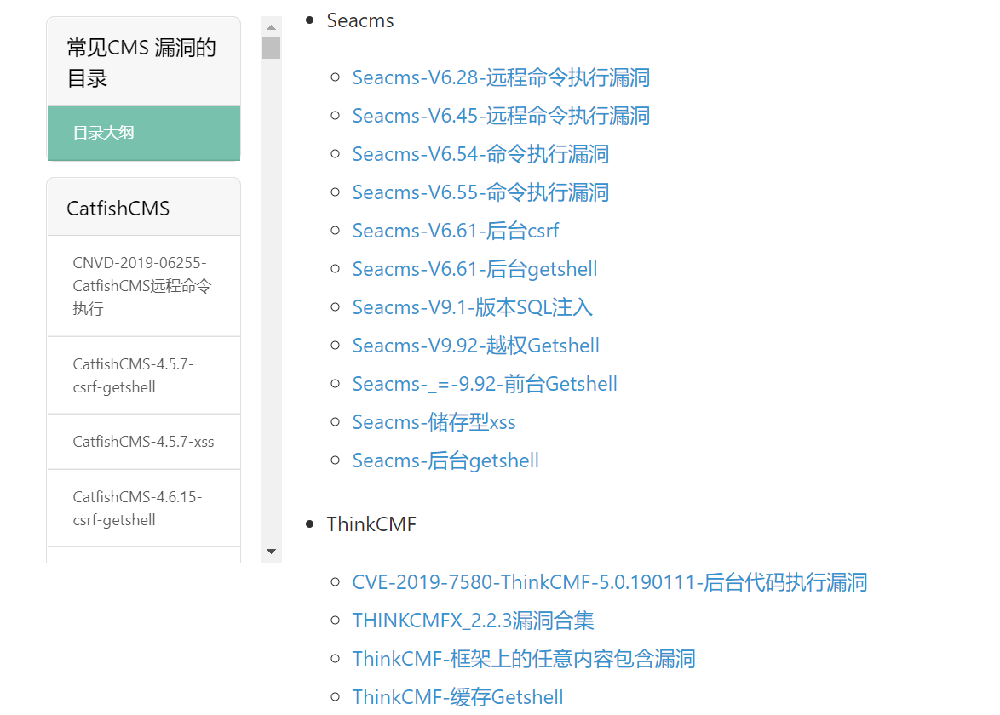 常见CMS 漏洞的
目录
目录大纲
CatfishCMS
CNVD-2019-06255-
CatfishCMS远程命令
执行
CatfishCMS-4.5.7-
csrf-getshell
CatfishCMS-4.5.7-xss
CatfishCMS-4.6.15-
csrf-getshell
Seacms
Seacms-V6.28-远程命令执行漏洞
Seacms-V6.45-远程命令执行漏洞
Seacms-V6.54-命令执行漏洞
Seacms-V6.55-命令执行漏洞
Seacms-V6.61-后台csrf
Seacms-V6.61-后台getshell
Seacms-V9.1-版本SQL注入
Seacms-V9.92-越权Getshell
Seacms-_=-9.92-前台Getshell
Seacms-储存型xss
Seacms-后台getshell
ThinkCMF
CVE-2019-7580-ThinkCMF-5.0.190111-后台代码执行漏洞
THINKCMFX_2.2.3漏洞合集
ThinkCMF-框架上的任意内容包含漏洞
ThinkCMF-缓存Getshell